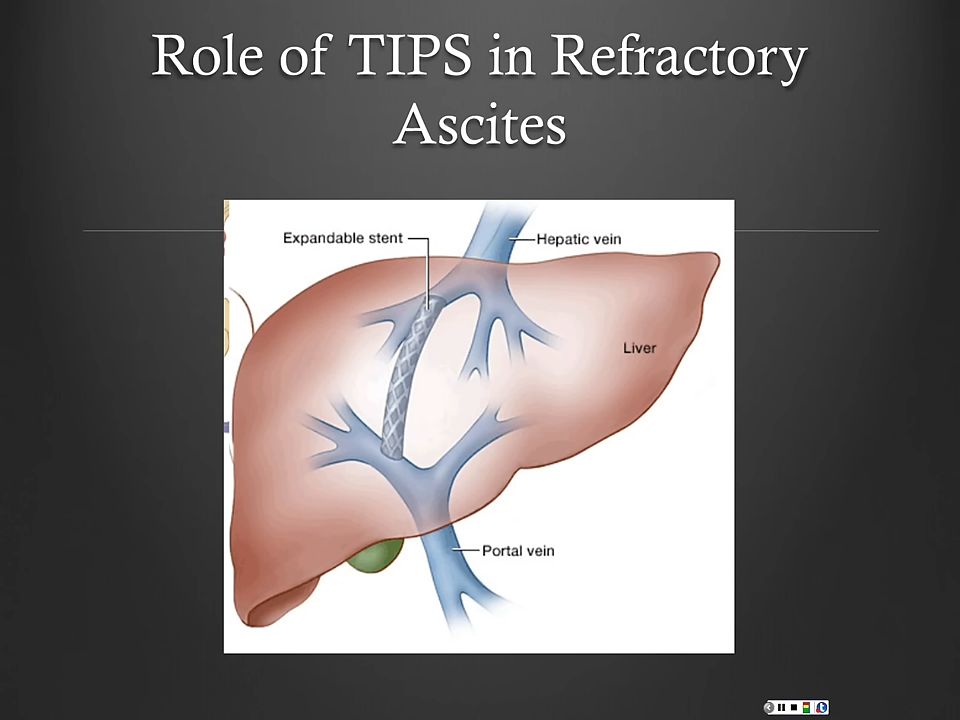 Role of TIPS in Refractory
Ascites
Expandable stent
Hepatic vein
Liver
Portal vein